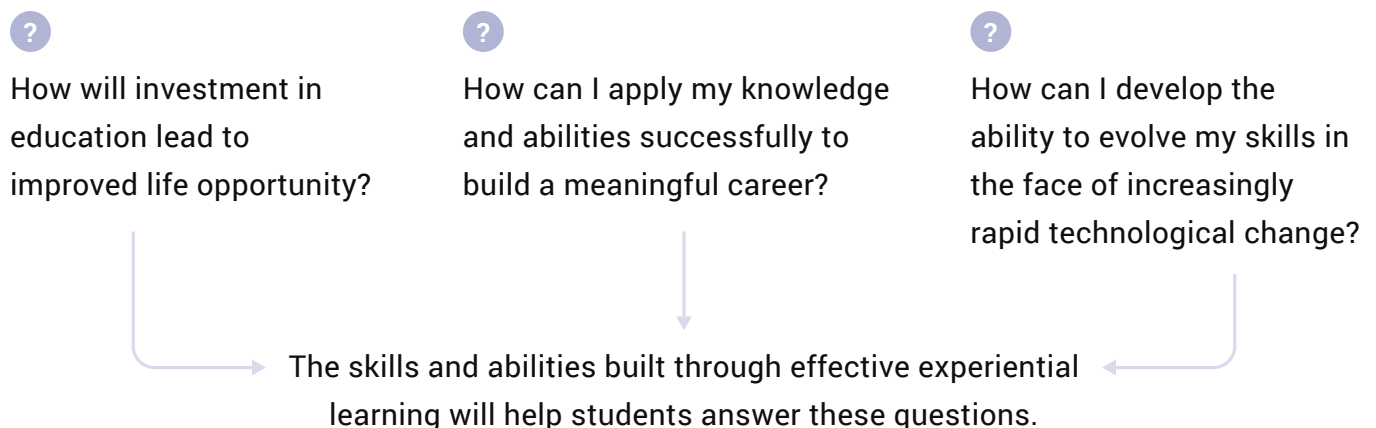 ?
How will investment in
education lead to
improved life opportunity?
?
How can I apply my knowledge
and abilities successfully to
build a meaningful career?
?
How can I develop the
ability to evolve my skills in
the face of increasingly
rapid technological change?
The skills and abilities built through effective experiential
learning will help students answer these questions.